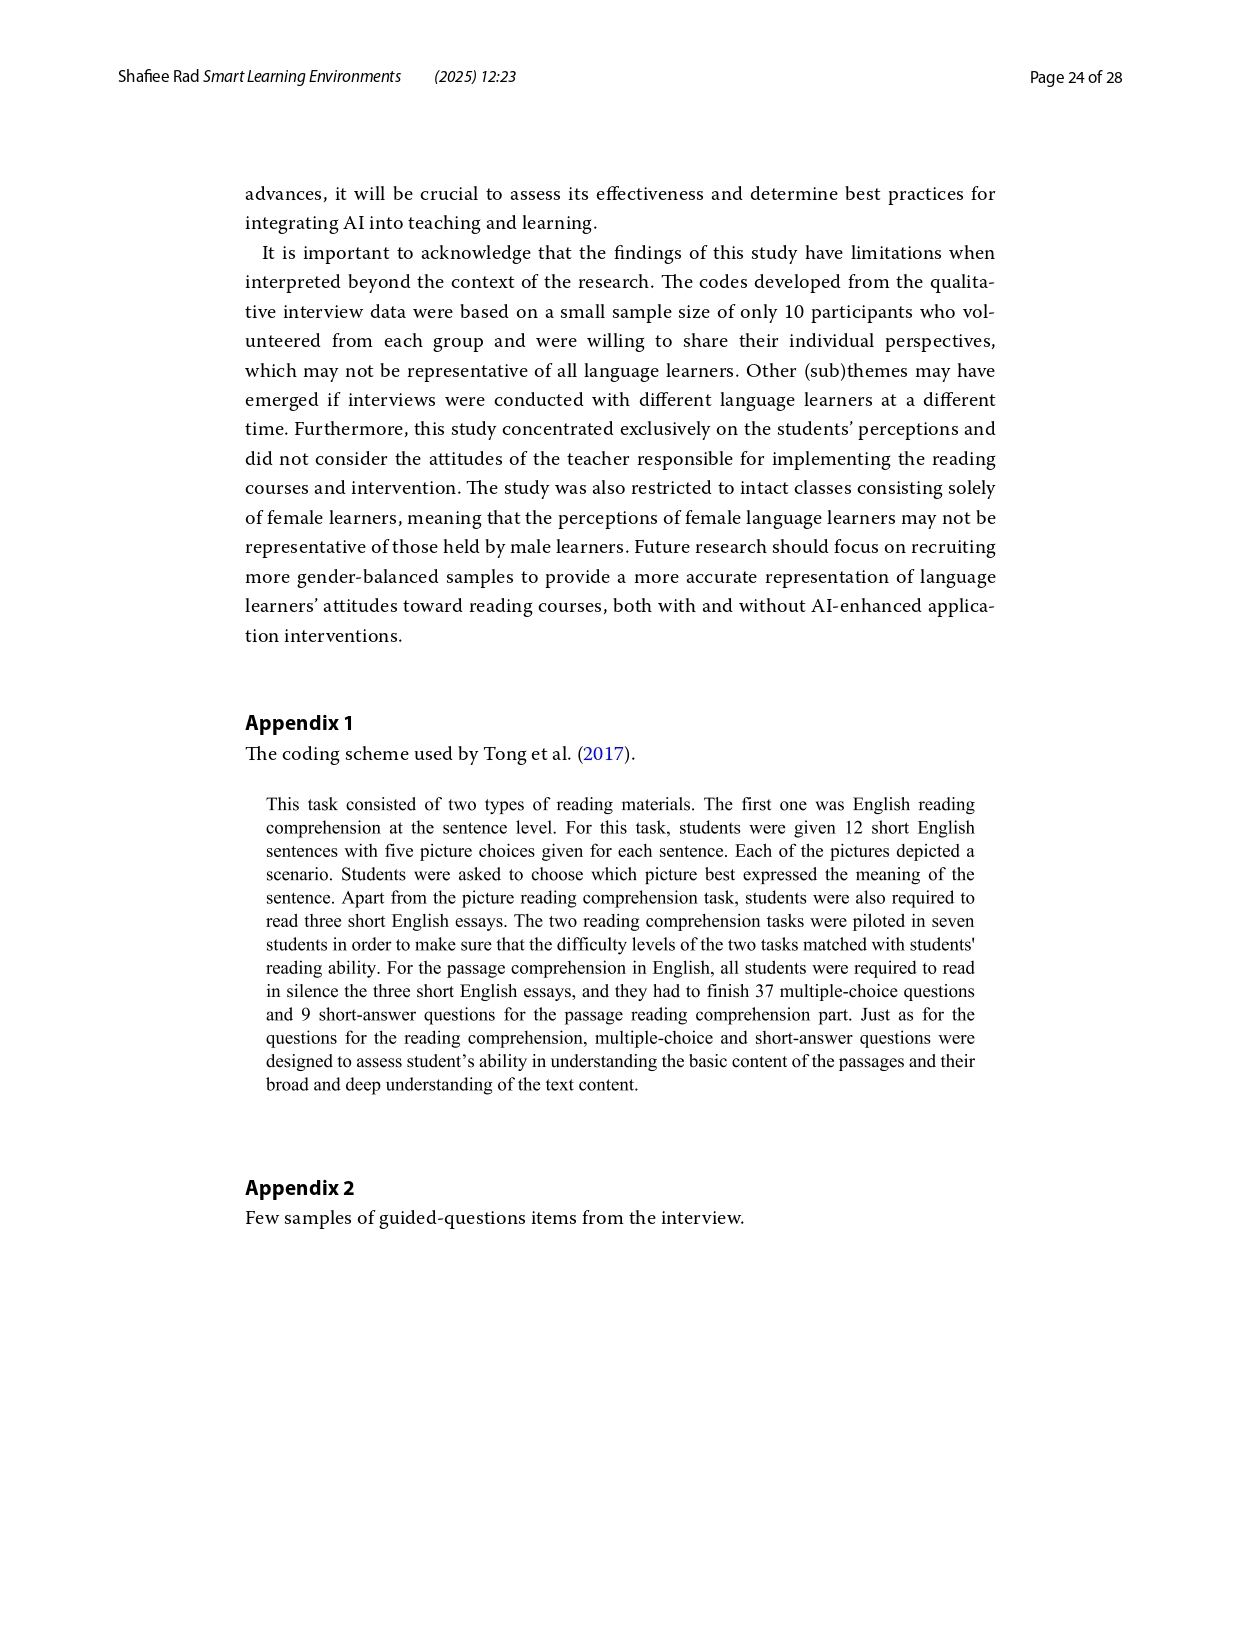 Shafiee Rad Smart Learning Environments (2025) 12:23 Page 24 of 28
advances, it will be crucial to assess its effectiveness and determine best practices for
integrating AI into teaching and learning.
It is important to acknowledge that the findings of this study have limitations when
interpreted beyond the context of the research. The codes developed from the qualita-
tive interview data were based on a small sample size of only 10 participants who vol-
unteered from each group and were willing to share their individual perspectives,
which may not be representative of all language learners. Other (sub)themes may have
emerged if interviews were conducted with different language learners at a different
time. Furthermore, this study concentrated exclusively on the students’ perceptions and
did not consider the attitudes of the teacher responsible for implementing the reading
courses and intervention. The study was also restricted to intact classes consisting solely
of female learners, meaning that the perceptions of female language learners may not be
representative of those held by male learners. Future research should focus on recruiting
more gender-balanced samples to provide a more accurate representation of language
learners’ attitudes toward reading courses, both with and without AI-enhanced applica-
tion interventions.
Appendix 1
The coding scheme used by Tong et al. (2017).
This task consisted of two types of reading materials. The first one was English reading
comprehension at the sentence level. For this task, students were given 12 short English
sentences with five picture choices given for each sentence. Each of the pictures depicted a
scenario. Students were asked to choose which picture best expressed the meaning of the
sentence. Apart from the picture reading comprehension task, students were also required to
read three short English essays. The two reading comprehension tasks were piloted in seven
students in order to make sure that the difficulty levels of the two tasks matched with students'
reading ability. For the passage comprehension in English, all students were required to read
in silence the three short English essays, and they had to finish 37 multiple-choice questions
and 9 short-answer questions for the passage reading comprehension part. Just as for the
questions for the reading comprehension, multiple-choice and short-answer questions were
designed to assess student’s ability in understanding the basic content of the passages and their
broad and deep understanding of the text content.
Appendix 2
Few samples of guided-questions items from the interview.